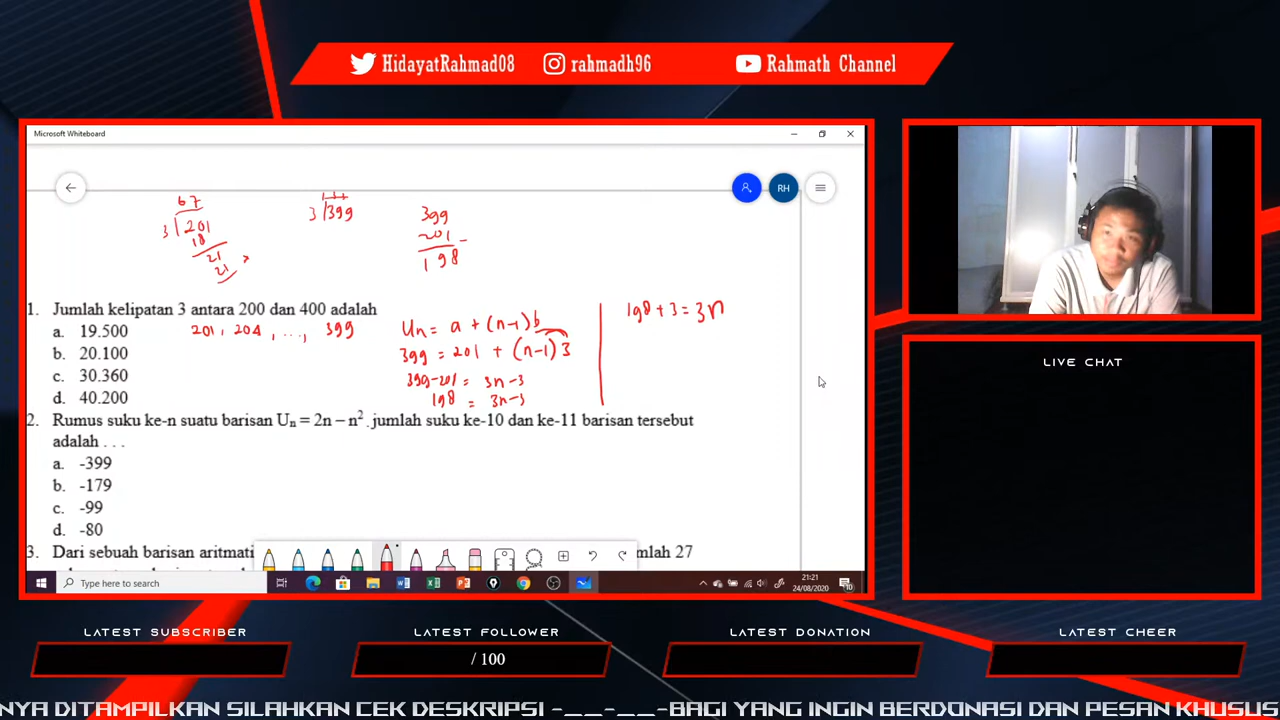 HidayatRahmad08 rahmadh96 Rahmath Channel
Microsoft Whiteboard
RH
67
3 201
18
21
21
3 399
399
201 -
198
1. Jumlah kelipatan 3 antara 200 dan 400 adalah
201, 204, ..., 399
a. 19.500
b. 20.100
c. 30.360
d. 40.200
Un = a + (n-1)b
399 = 201 + (n-1)3
399-201 = 3n-3
198 = 3n-3
198 + 3 = 3n
2. Rumus suku ke-n suatu barisan Un = 2n – n². jumlah suku ke-10 dan ke-11 barisan tersebut
adalah . . .
a. -399
b. -179
c. -99
d. -80
3. Dari sebuah barisan aritmati mlah 27
Type here to search
21:21
24/08/2020
10
LIVE CHAT
LATEST SUBSCRIBER
LATEST FOLLOWER
/ 100
LATEST DONATION
LATEST CHEER
NYA DITAMPILKAN SILAHKAN CEK DESKRIPSI -__-__-BAGI YANG INGIN BERDONASI DAN PESAN KHUSUS